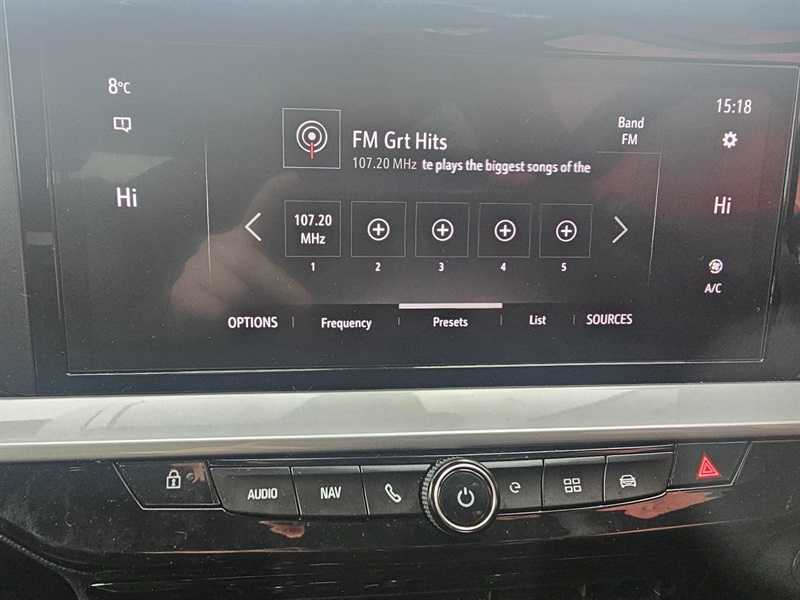 8°C
15:18
FM Grt Hits
Band
FM
107.20 MHz te plays the biggest songs of the
Hi
Hi
107.20
MHz
1
2
3
4
5
A/C
OPTIONS
Frequency
Presets
List
SOURCES
AUDIO
NAV